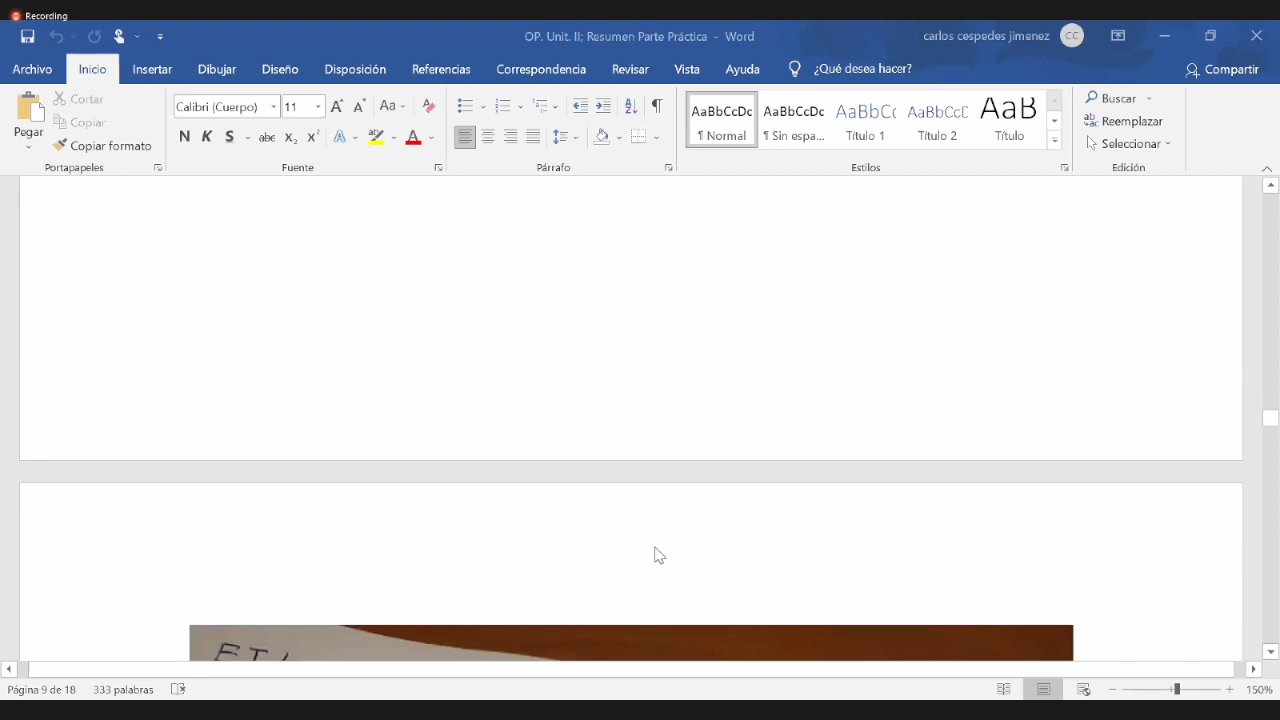 Recording
OP. Unit. II; Resumen Parte Práctica - Word
carlos cespedes jimenez
CC
Archivo
Inicio
Insertar
Dibujar
Diseño
Disposición
Referencias
Correspondencia
Revisar
Vista
Ayuda
¿Qué desea hacer?
Compartir
Pegar
Cortar
Copiar
Copiar formato
Portapapeles
Calibri (Cuerpo)
11
A A Aa A
N K S abc X2 X2 A A
Fuente
Párrafo
AaBbCcDc
¶ Normal
AaBbCcDc
¶ Sin espa...
AaBbCc
Título 1
AaBbCcD
Título 2
AaB
Título
Estilos
Buscar
Reemplazar
Seleccionar
Edición
Página 9 de 18
333 palabras
150%